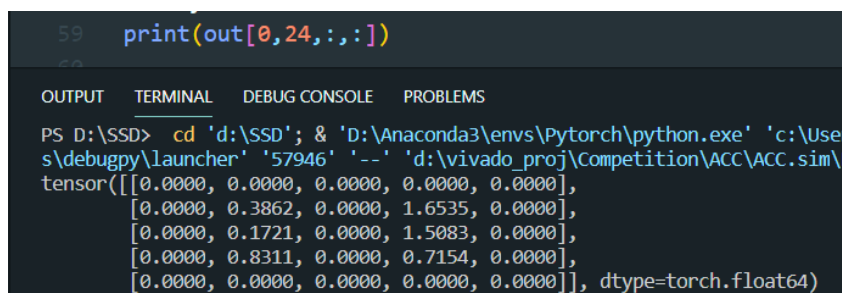 59 print(out[0,24,:,:])
60
OUTPUT TERMINAL DEBUG CONSOLE PROBLEMS
PS D:\SSD> cd 'd:\SSD'; & 'D:\Anaconda3\envs\Pytorch\python.exe' 'c:\Use
s\debugpy\launcher' '57946' '--' 'd:\vivado_proj\Competition\ACC\ACC.sim\
tensor([[0.0000, 0.0000, 0.0000, 0.0000, 0.0000],
[0.0000, 0.3862, 0.0000, 1.6535, 0.0000],
[0.0000, 0.1721, 0.0000, 1.5083, 0.0000],
[0.0000, 0.8311, 0.0000, 0.7154, 0.0000],
[0.0000, 0.0000, 0.0000, 0.0000, 0.0000]], dtype=torch.float64)